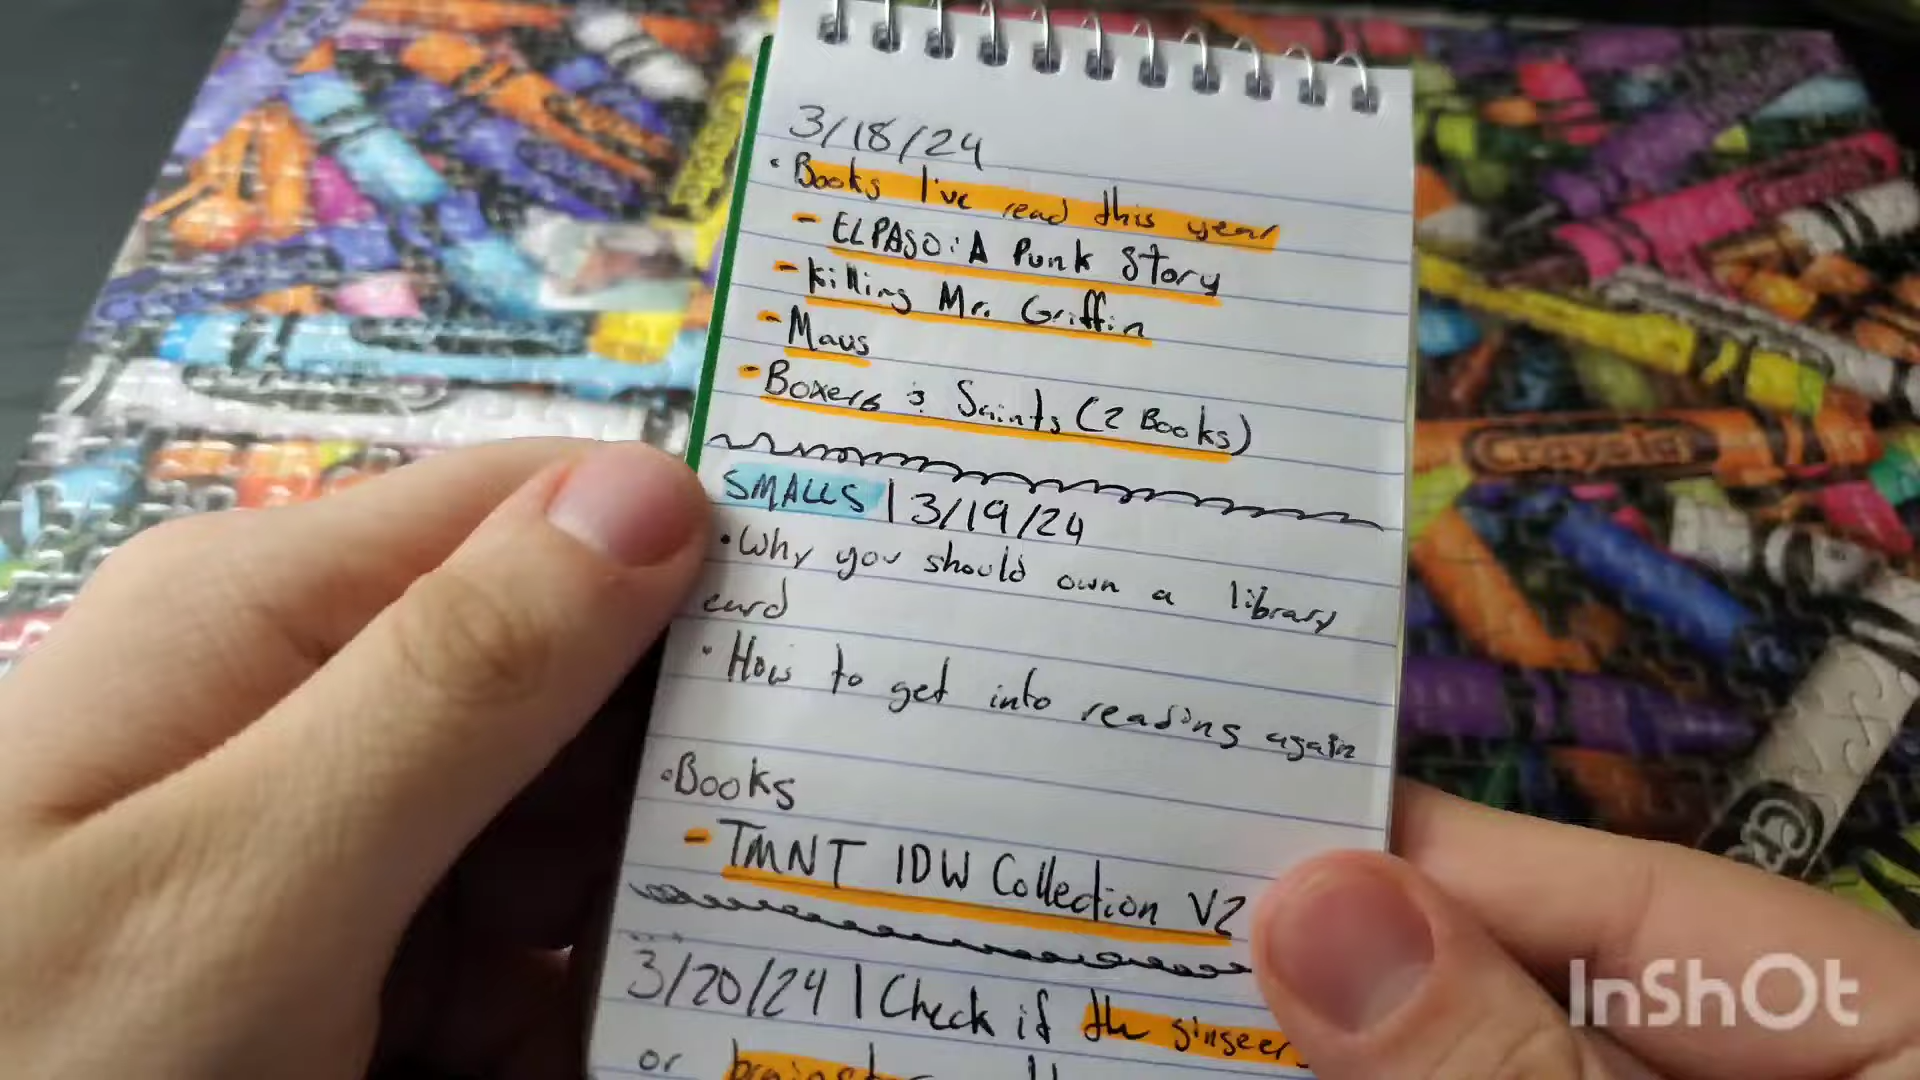 3/18/24
• Books I've read this year
- ELPASO: A Punk Story
- Killing Mr. Griffin
- Maus
- Boxers & Saints (2 Books)
SMALLS | 3/19/24
• Why you should own a library
card
• How to get into reading again
• Books
- TMNT IDW Collection V2
3/20/24 | Check if the
or
Crayola
InShOt